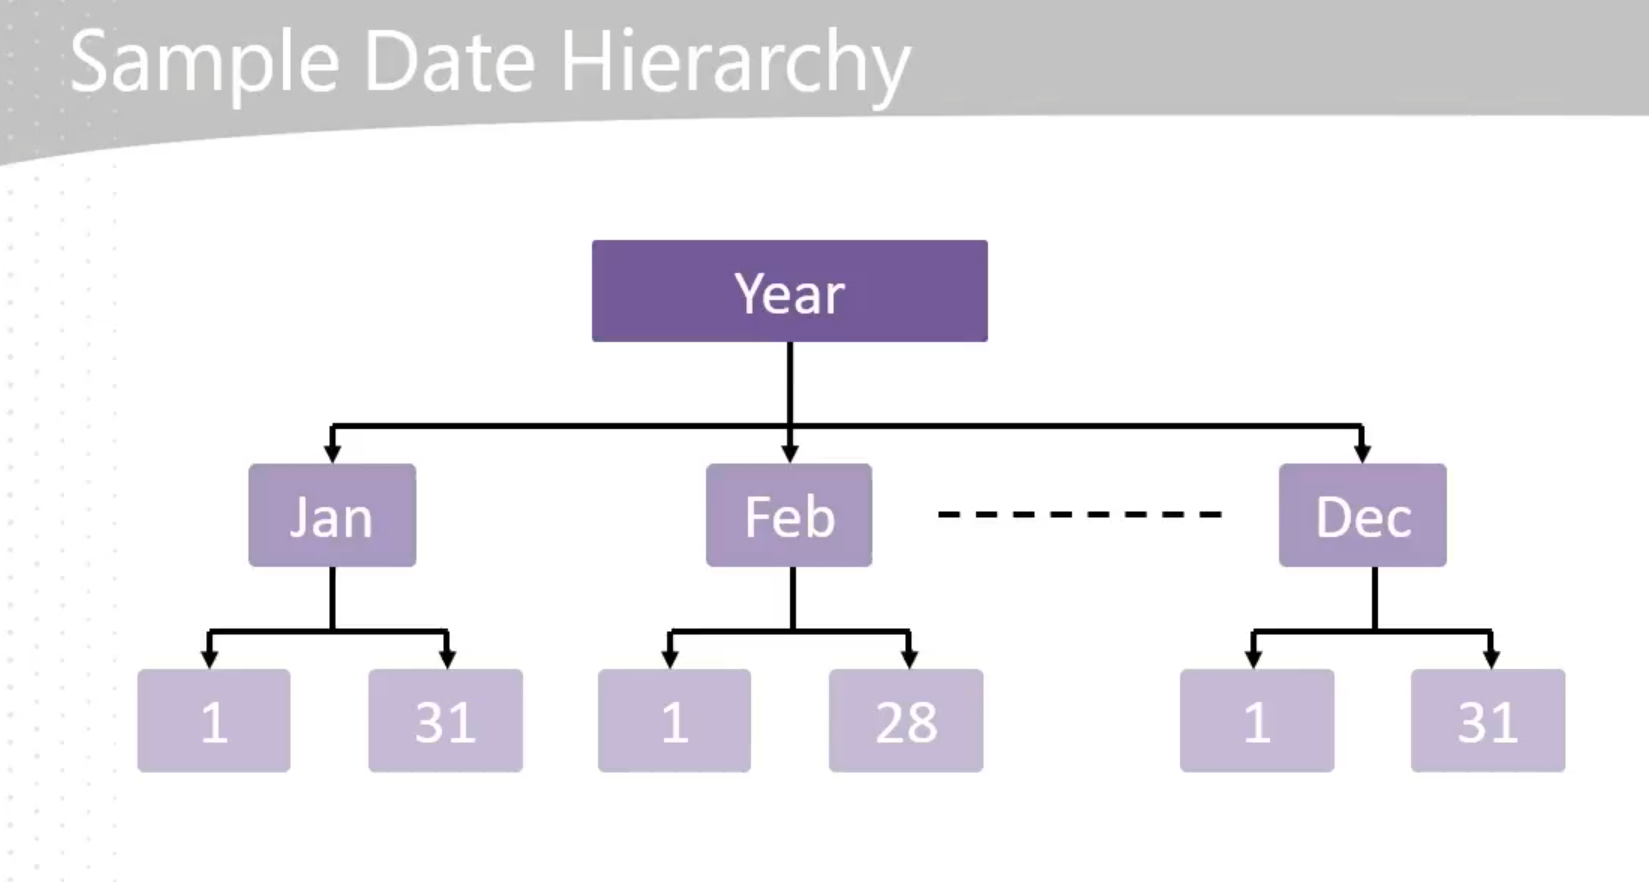 Sample Date Hierarchy
Year
Jan
Feb
Dec
1
31
1
28
1
31